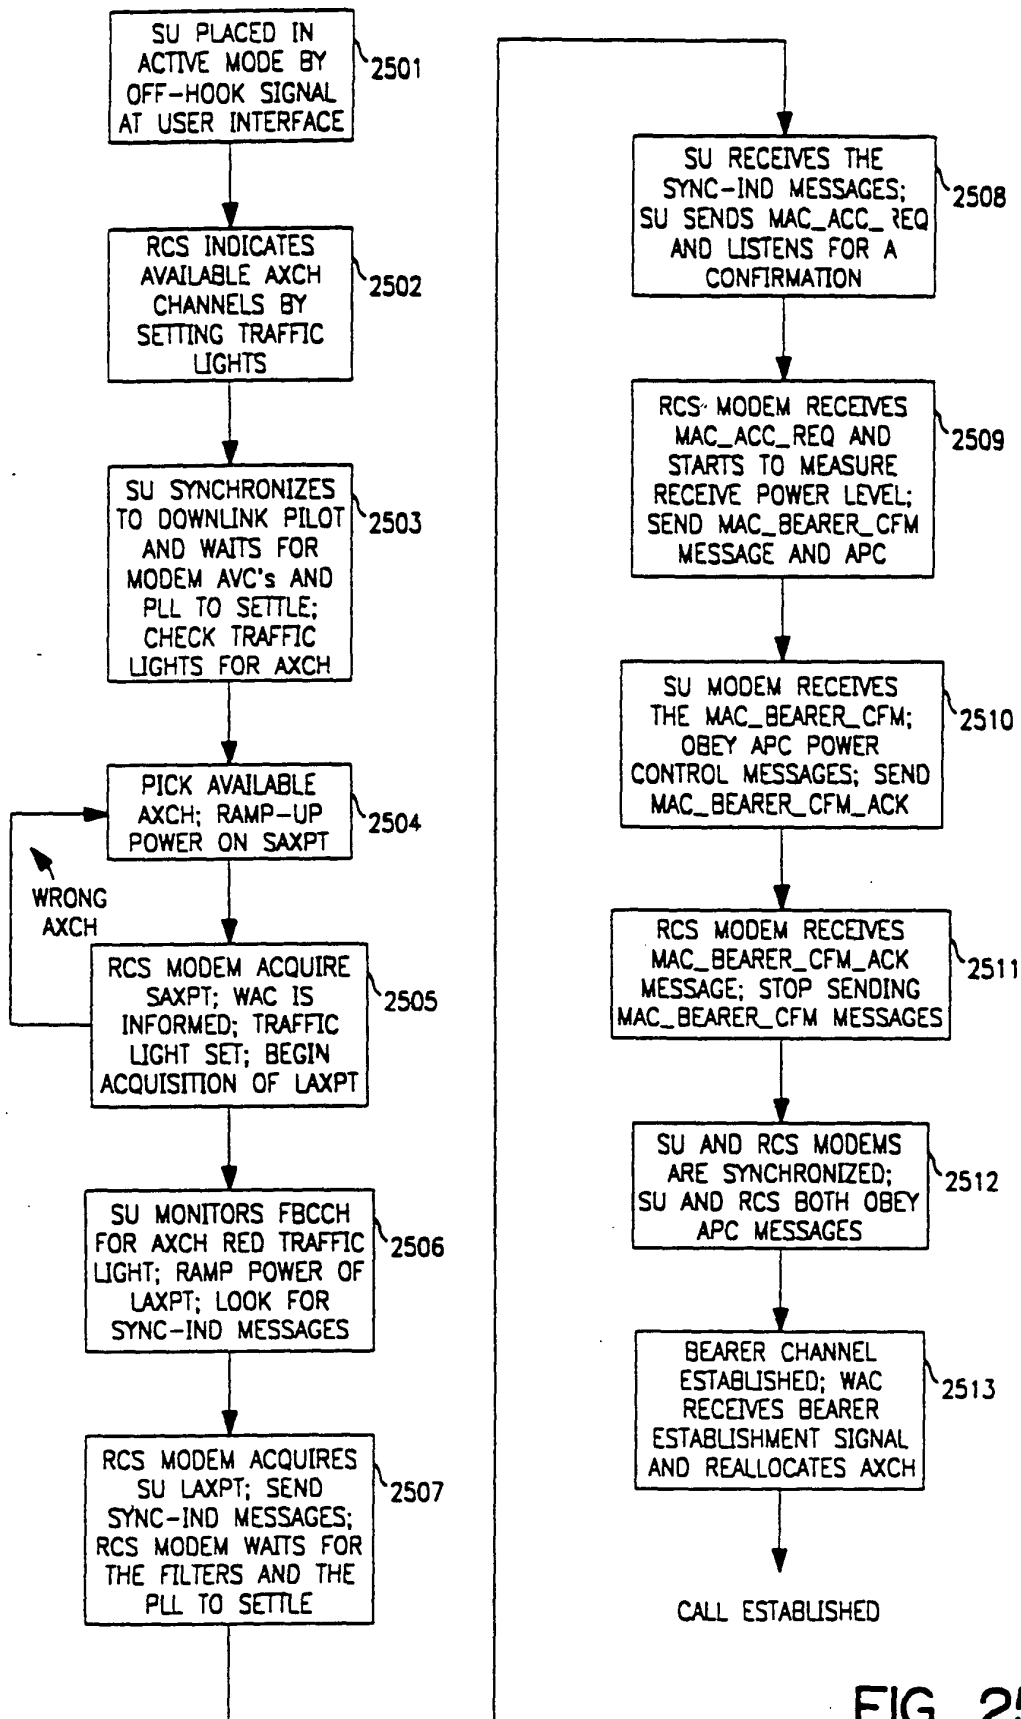 SU PLACED IN
ACTIVE MODE BY
OFF-HOOK SIGNAL
AT USER INTERFACE
2501
RCS INDICATES
AVAILABLE AXCH
CHANNELS BY
SETTING TRAFFIC
LIGHTS
2502
SU SYNCHRONIZES
TO DOWNLINK PILOT
AND WAITS FOR
MODEM AVC's AND
PLL TO SETTLE;
CHECK TRAFFIC
LIGHTS FOR AXCH
2503
PICK AVAILABLE
AXCH; RAMP-UP
POWER ON SAXPT
2504
WRONG
AXCH
RCS MODEM ACQUIRE
SAXPT; WAC IS
INFORMED; TRAFFIC
LIGHT SET; BEGIN
ACQUISITION OF LAXPT
2505
SU MONITORS FBCCH
FOR AXCH RED TRAFFIC
LIGHT; RAMP POWER OF
LAXPT; LOOK FOR
SYNC-IND MESSAGES
2506
RCS MODEM ACQUIRES
SU LAXPT; SEND
SYNC-IND MESSAGES;
RCS MODEM WAITS FOR
THE FILTERS AND THE
PLL TO SETTLE
2507
SU RECEIVES THE
SYNC-IND MESSAGES;
SU SENDS MAC_ACC_REQ
AND LISTENS FOR A
CONFIRMATION
2508
RCS MODEM RECEIVES
MAC_ACC_REQ AND
STARTS TO MEASURE
RECEIVE POWER LEVEL;
SEND MAC_BEARER_CFM
MESSAGE AND APC
2509
SU MODEM RECEIVES
THE MAC_BEARER_CFM;
OBEY APC POWER
CONTROL MESSAGES; SEND
MAC_BEARER_CFM_ACK
2510
RCS MODEM RECEIVES
MAC_BEARER_CFM_ACK
MESSAGE; STOP SENDING
MAC_BEARER_CFM MESSAGES
2511
SU AND RCS MODEMS
ARE SYNCHRONIZED;
SU AND RCS BOTH OBEY
APC MESSAGES
2512
BEARER CHANNEL
ESTABLISHED; WAC
RECEIVES BEARER
ESTABLISHMENT SIGNAL
AND REALLOCATES AXCH
2513
CALL ESTABLISHED
FIG. 25